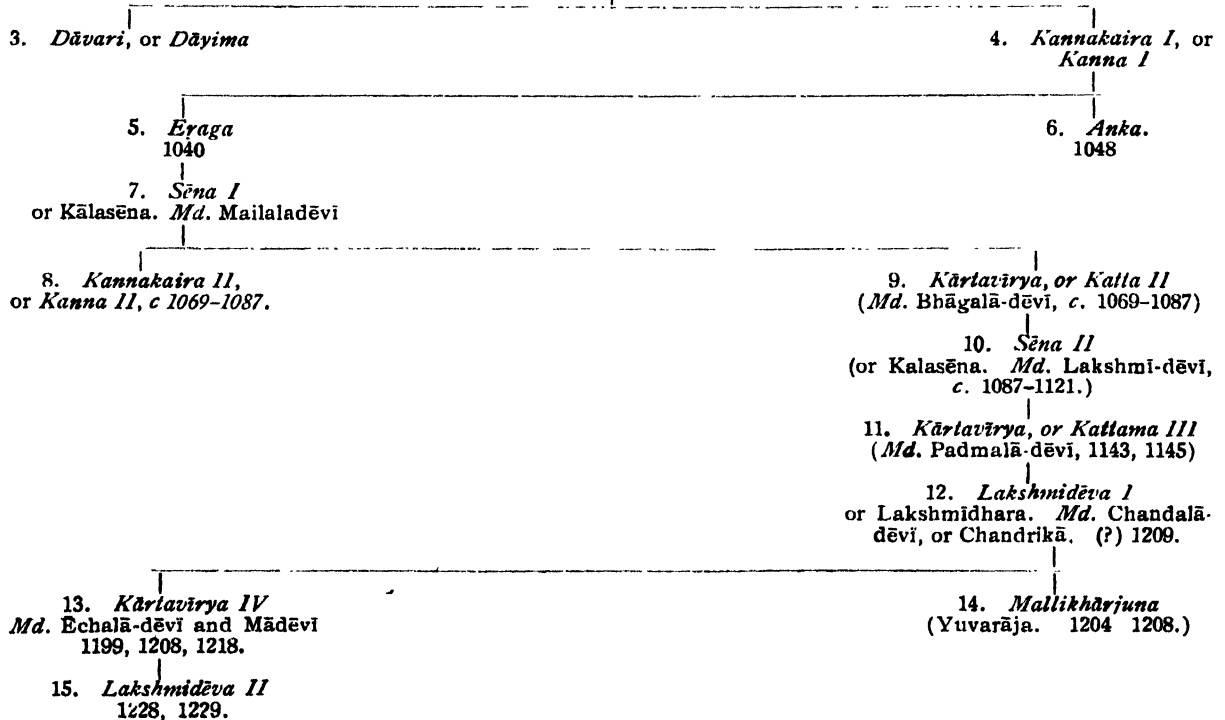 3. Dāvari, or Dāyima
4. Kannakaira I, or
Kanna I
5. Eṛaga
1040
6. Anka.
1048
7. Sēna I
or Kālasēna. Md. Mailaladēvi
8. Kannakaira II,
or Kanna II, c 1069-1087.
9. Kārtavīrya, or Katta II
(Md. Bhāgalā-dēvī, c. 1069-1087)
10. Sēna II
(or Kalasēna. Md. Lakshmī-dēvī,
c. 1087-1121.)
11. Kārtavīrya, or Kattama III
(Md. Padmalā-dēvī, 1143, 1145)
12. Lakshmidēva I
or Lakshmīdhara. Md. Chandalā-
dēvī, or Chandrikā. (?) 1209.
13. Kārtavīrya IV
Md. Echalā-dēvī and Mādēvī
1199, 1208, 1218.
14. Mallikhārjuna
(Yuvarāja. 1204 1208.)
15. Lakshmidēva II
1228, 1229.